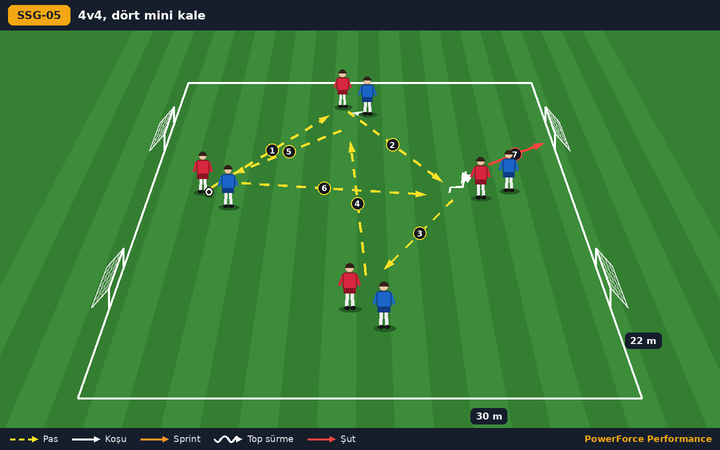 SSG-05 4v4, dört mini kale
1
5
2
7
6
4
3
22 m
30 m
Pas
Koşu
Sprint
Top sürme
Şut
PowerForce Performance